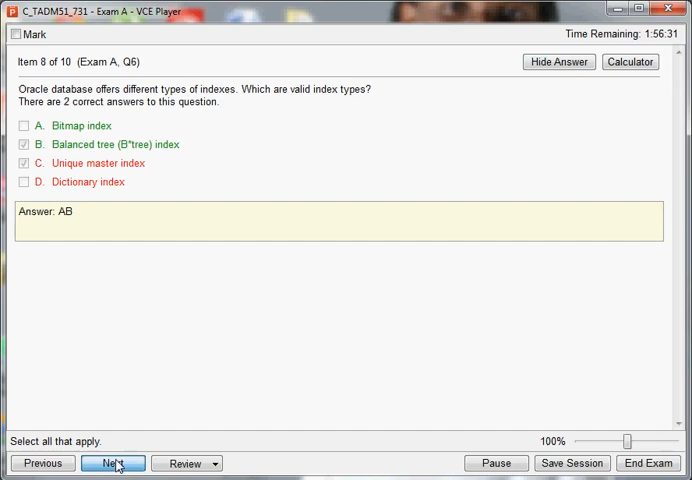 C_TADM51_731 - Exam A - VCE Player
Mark
Time Remaining: 1:56:31
Item 8 of 10 (Exam A, Q6)
Hide Answer
Calculator
Oracle database offers different types of indexes. Which are valid index types?
There are 2 correct answers to this question.
A. Bitmap index
B. Balanced tree (B*tree) index
C. Unique master index
D. Dictionary index
Answer: AB
Select all that apply.
100%
Previous
Next
Review
Pause
Save Session
End Exam